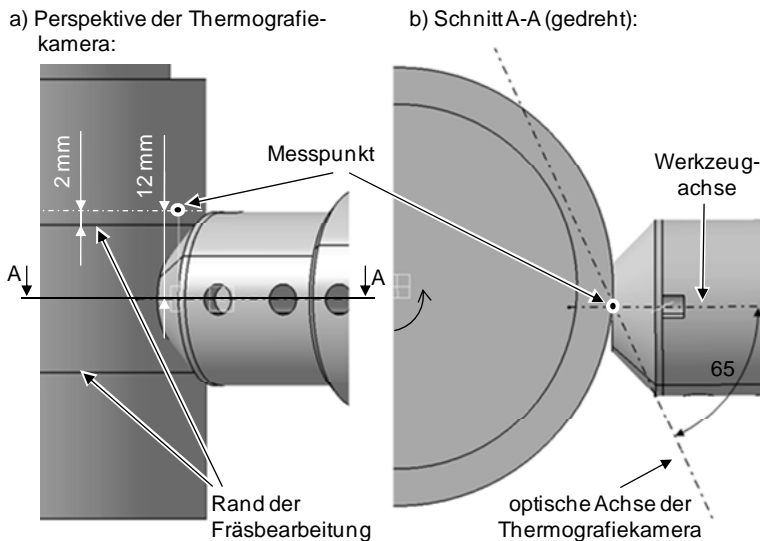 a) Perspektive der Thermografie-
kamera:
b) Schnitt A-A (gedreht):
2 mm
12 mm
Messpunkt
Werkzeug-
achse
A
A
65
Rand der
Fräsbearbeitung
optische Achse der
Thermografiekamera